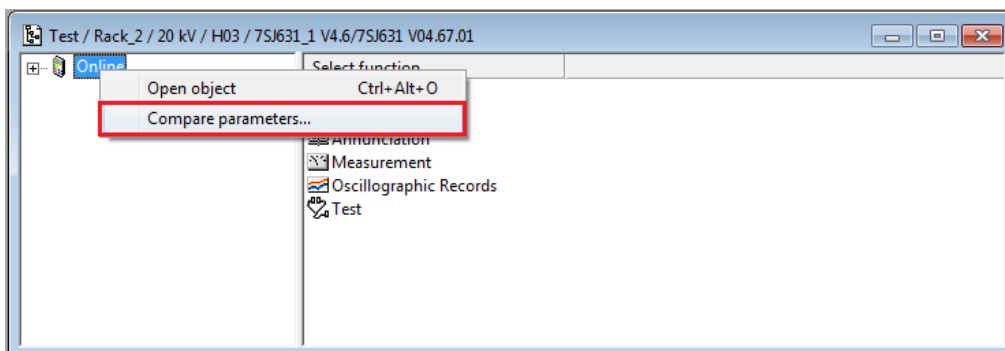 Test / Rack_2 / 20 kV / H03 / 7SJ631_1 V4.6/7SJ631 V04.67.01
Online
Select function
Open object Ctrl+Alt+O
Compare parameters...
Annunciation
Measurement
Oscillographic Records
Test